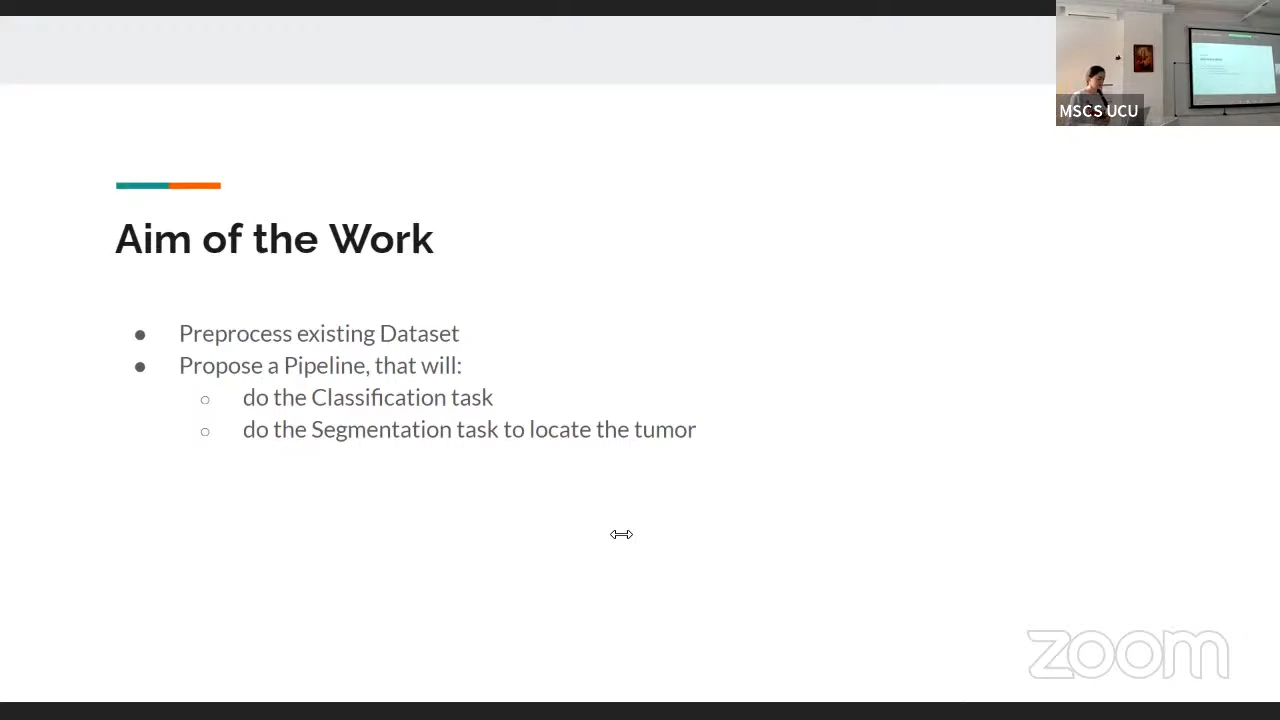 MSCS UCU
Aim of the Work
● Preprocess existing Dataset
● Propose a Pipeline, that will:
○ do the Classification task
○ do the Segmentation task to locate the tumor
zoom